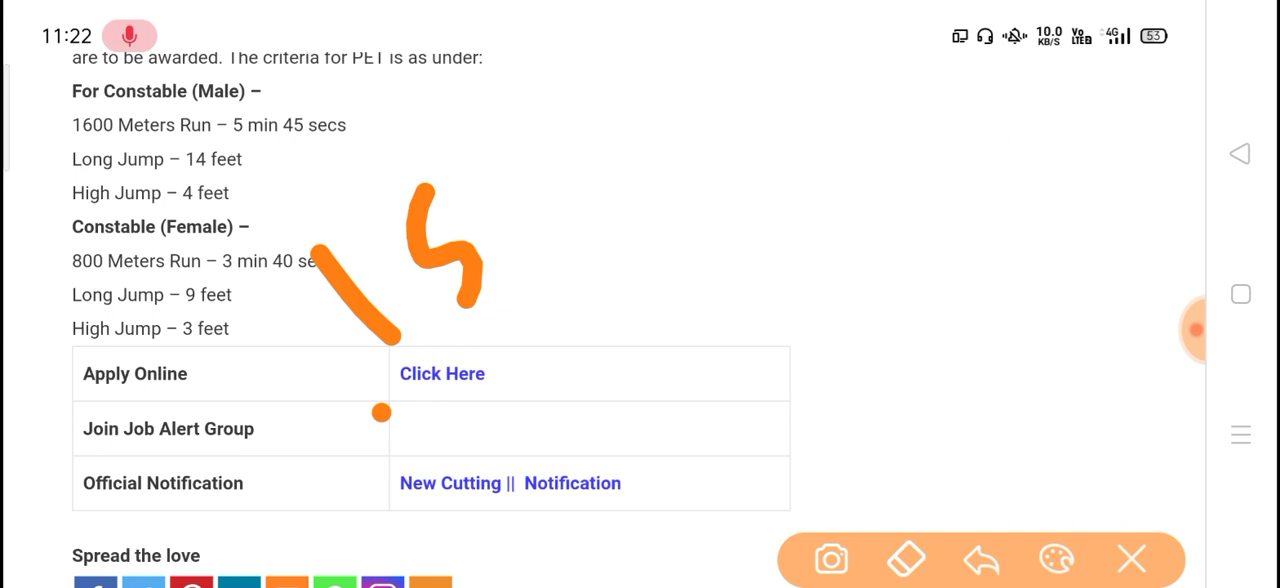 11:22
10.0 KB/S
Vo LTE2
4G
53
are to be awarded. The criteria for PET is as under:
For Constable (Male) –
1600 Meters Run – 5 min 45 secs
Long Jump – 14 feet
High Jump – 4 feet
Constable (Female) –
800 Meters Run – 3 min 40 se
Long Jump – 9 feet
High Jump – 3 feet
Apply Online Click Here
Join Job Alert Group
Official Notification New Cutting || Notification
Spread the love